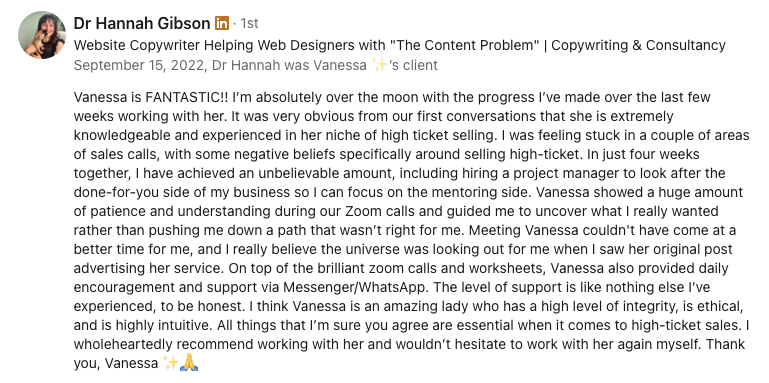 Dr Hannah Gibson in · 1st
Website Copywriter Helping Web Designers with "The Content Problem" | Copywriting & Consultancy
September 15, 2022, Dr Hannah was Vanessa ✨'s client
Vanessa is FANTASTIC!! I’m absolutely over the moon with the progress I’ve made over the last few
weeks working with her. It was very obvious from our first conversations that she is extremely
knowledgeable and experienced in her niche of high ticket selling. I was feeling stuck in a couple of areas
of sales calls, with some negative beliefs specifically around selling high-ticket. In just four weeks
together, I have achieved an unbelievable amount, including hiring a project manager to look after the
done-for-you side of my business so I can focus on the mentoring side. Vanessa showed a huge amount
of patience and understanding during our Zoom calls and guided me to uncover what I really wanted
rather than pushing me down a path that wasn’t right for me. Meeting Vanessa couldn't have come at a
better time for me, and I really believe the universe was looking out for me when I saw her original post
advertising her service. On top of the brilliant zoom calls and worksheets, Vanessa also provided daily
encouragement and support via Messenger/WhatsApp. The level of support is like nothing else I’ve
experienced, to be honest. I think Vanessa is an amazing lady who has a high level of integrity, is ethical,
and is highly intuitive. All things that I’m sure you agree are essential when it comes to high-ticket sales. I
wholeheartedly recommend working with her and wouldn’t hesitate to work with her again myself. Thank
you, Vanessa ✨🙏